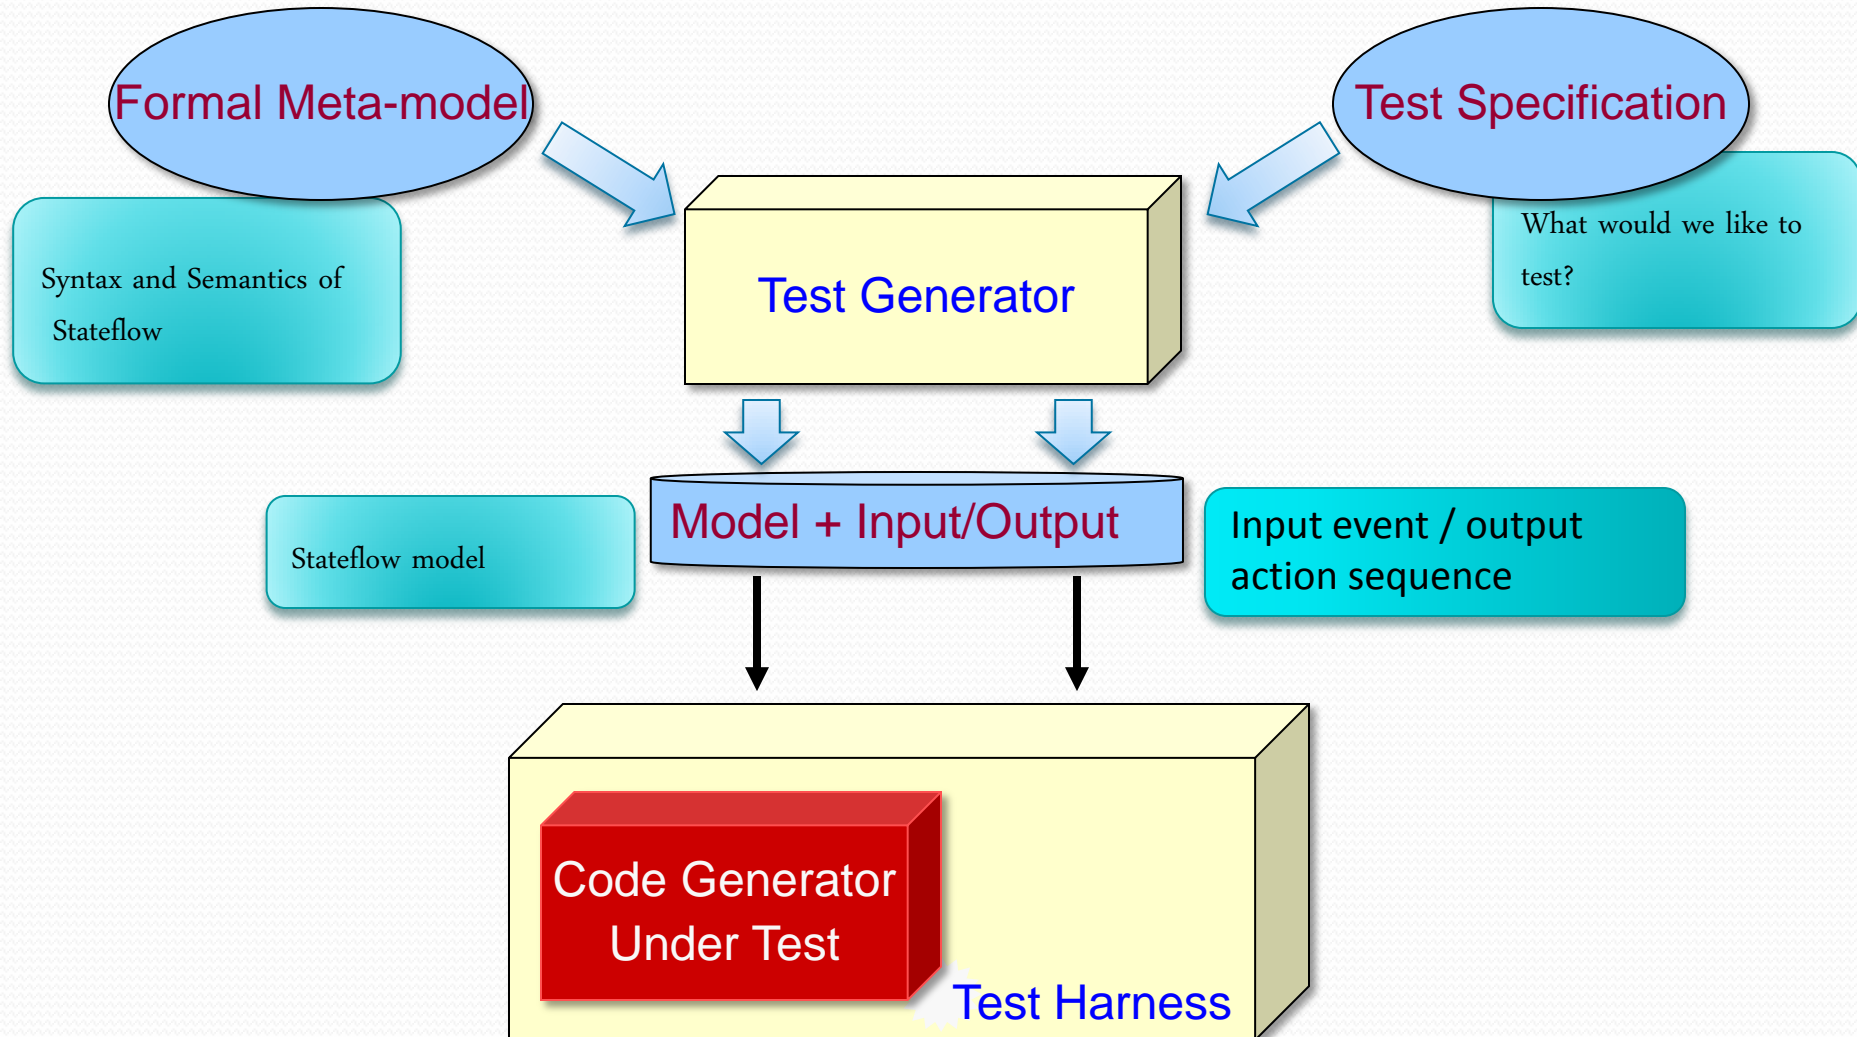 Formal Meta-model
Test Specification
Syntax and Semantics of
Stateflow
What would we like to
test?
Test Generator
Model + Input/Output
Stateflow model
Input event / output
action sequence
Code Generator
Under Test
Test Harness